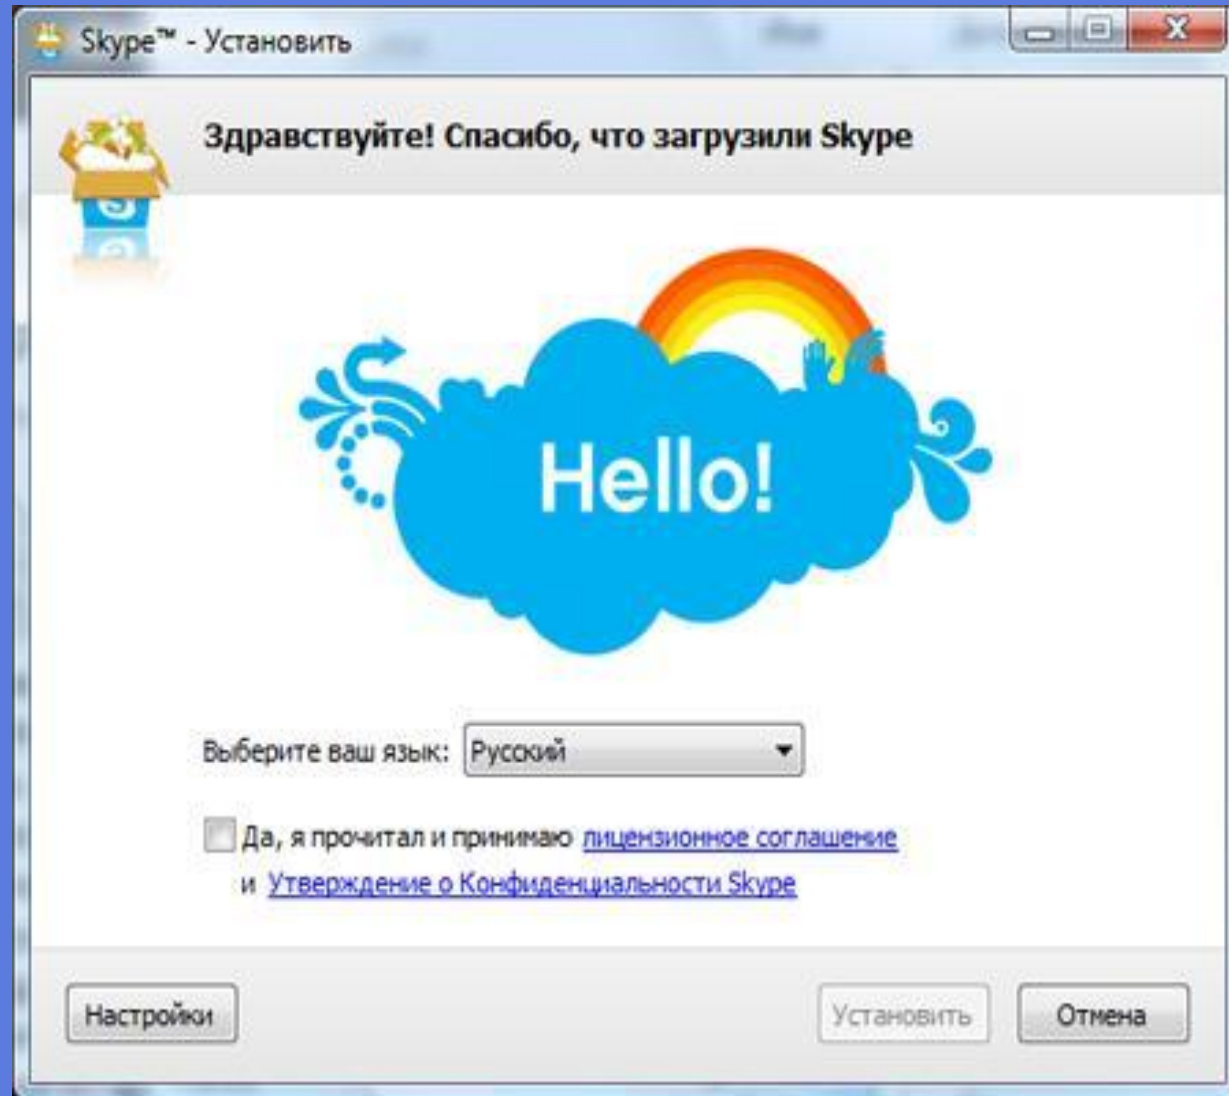 Skype™ - Установить
Здравствуйте! Спасибо, что загрузили Skype
Hello!
Выберите ваш язык: Русский
Да, я прочитал и принимаю лицензионное соглашение
и Утверждение о Конфиденциальности Skype
Настройки Установить Отмена